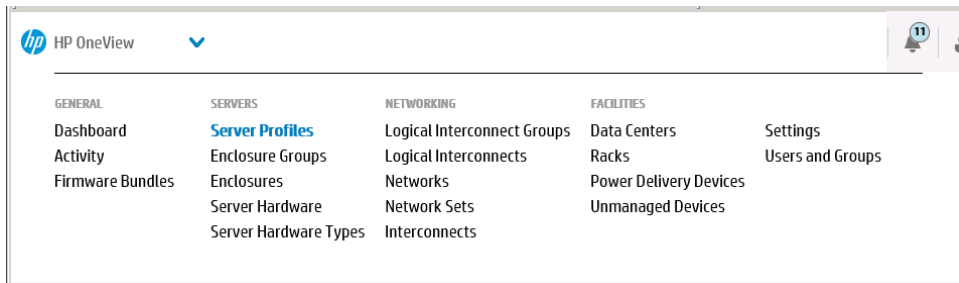 hp HP OneView 11
GENERAL
Dashboard
Activity
Firmware Bundles
SERVERS
Server Profiles
Enclosure Groups
Enclosures
Server Hardware
Server Hardware Types
NETWORKING
Logical Interconnect Groups
Logical Interconnects
Networks
Network Sets
Interconnects
FACILITIES
Data Centers
Racks
Power Delivery Devices
Unmanaged Devices
Settings
Users and Groups